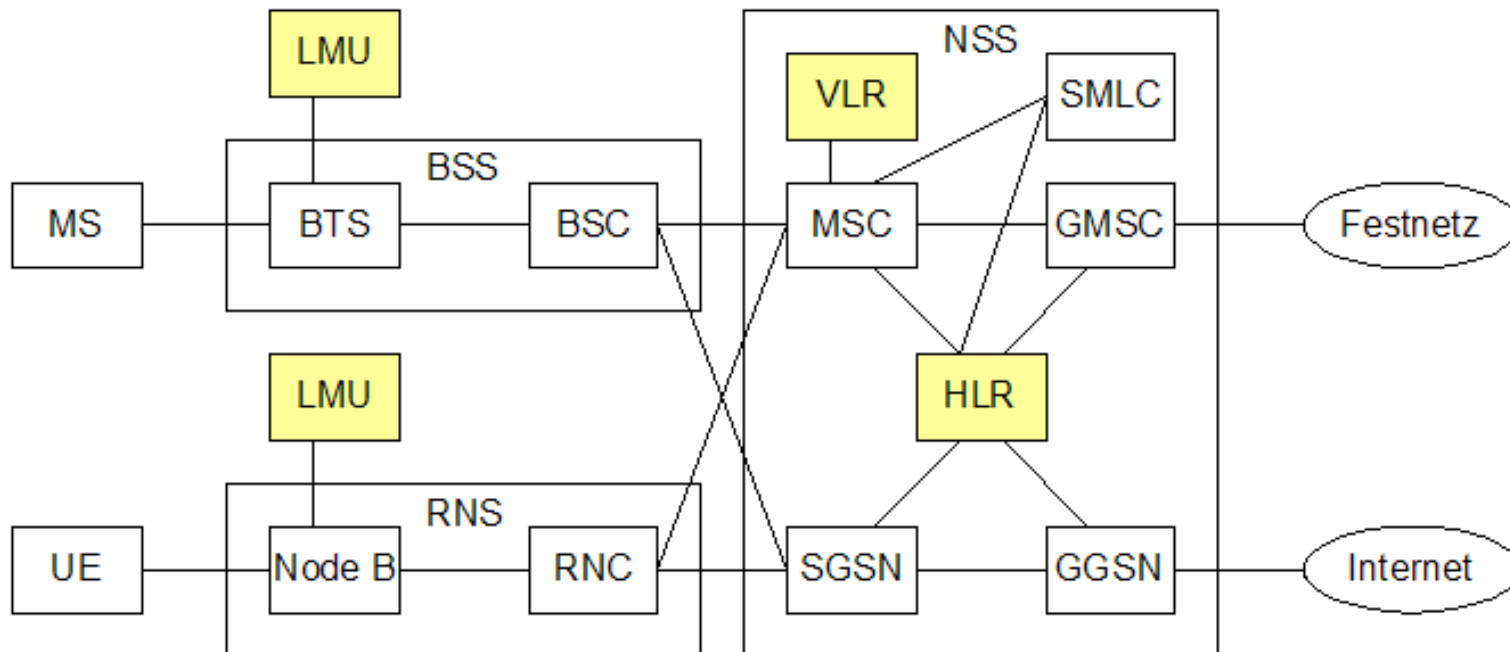 LMU
NSS
VLR
SMLC
BSS
MS
BTS
BSC
MSC
GMSC
Festnetz
LMU
HLR
RNS
UE
Node B
RNC
SGSN
GGSN
Internet